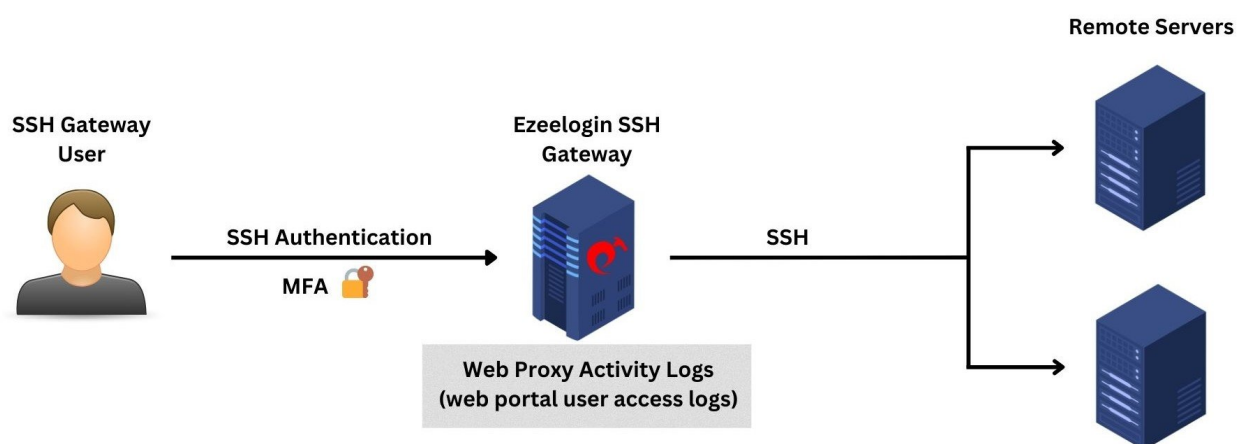 Remote Servers
SSH Gateway
User
Ezeelogin SSH
Gateway
SSH Authentication
MFA
SSH
Web Proxy Activity Logs
(web portal user access logs)